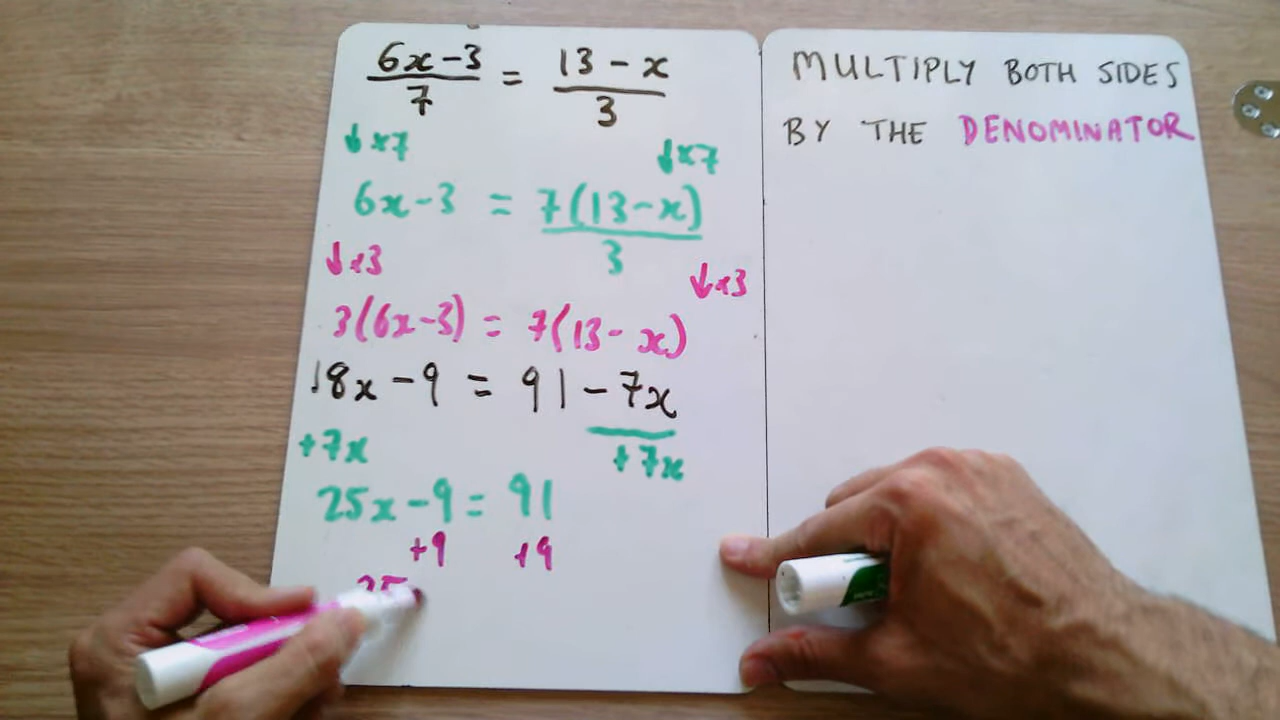 6x-3 = 13-x
7 3
↓×7 ↓×7
6x-3 = 7(13-x)
3
↓×3 ↓×3
3(6x-3) = 7(13-x)
18x-9 = 91-7x
+7x +7x
25x-9 = 91
+9 +9
25
MULTIPLY BOTH SIDES
BY THE DENOMINATOR